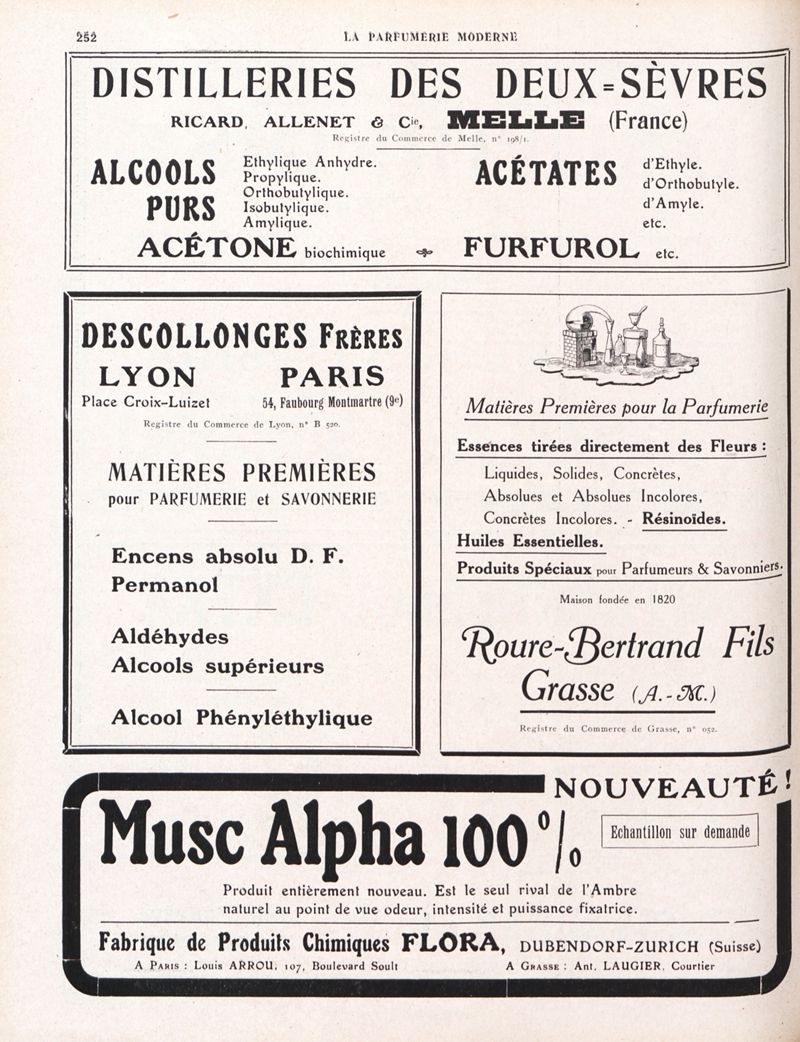 252
LA PARFUMERIE MODERNE
DISTILLERIES DES DEUX=SÈVRES
RICARD, ALLENET & Cie, MELLE (France)
Registre du Commerce de Melle, n° 198/1.
ALCOOLS PURS
Ethylique Anhydre.
Propylique.
Orthobutylique.
Isobutylique.
Amylique.
ACÉTATES
d'Ethyle.
d'Orthobutyle.
d'Amyle.
etc.
ACÉTONE biochimique FURFUROL etc.
DESCOLLONGES FRÈRES
LYON PARIS
Place Croix-Luizet 54, Faubourg Montmartre (9e)
Registre du Commerce de Lyon, n° B 520.
MATIÈRES PREMIÈRES
pour PARFUMERIE et SAVONNERIE
Encens absolu D. F.
Permanol
Aldéhydes
Alcools supérieurs
Alcool Phényléthylique
Matières Premières pour la Parfumerie
Essences tirées directement des Fleurs :
Liquides, Solides, Concrètes,
Absolues et Absolues Incolores,
Concrètes Incolores. - Résinoïdes.
Huiles Essentielles.
Produits Spéciaux pour Parfumeurs & Savonniers.
Maison fondée en 1820
Roure-Bertrand Fils
Grasse (A.-M.)
Registre du Commerce de Grasse, n° 052.
NOUVEAUTÉ!
Musc Alpha 100 %
Echantillon sur demande
Produit entièrement nouveau. Est le seul rival de l'Ambre
naturel au point de vue odeur, intensité et puissance fixatrice.
Fabrique de Produits Chimiques FLORA, DUBENDORF-ZURICH (Suisse)
A PARIS : Louis ARROU, 107, Boulevard Soult A GRASSE : Ant. LAUGIER, Courtier